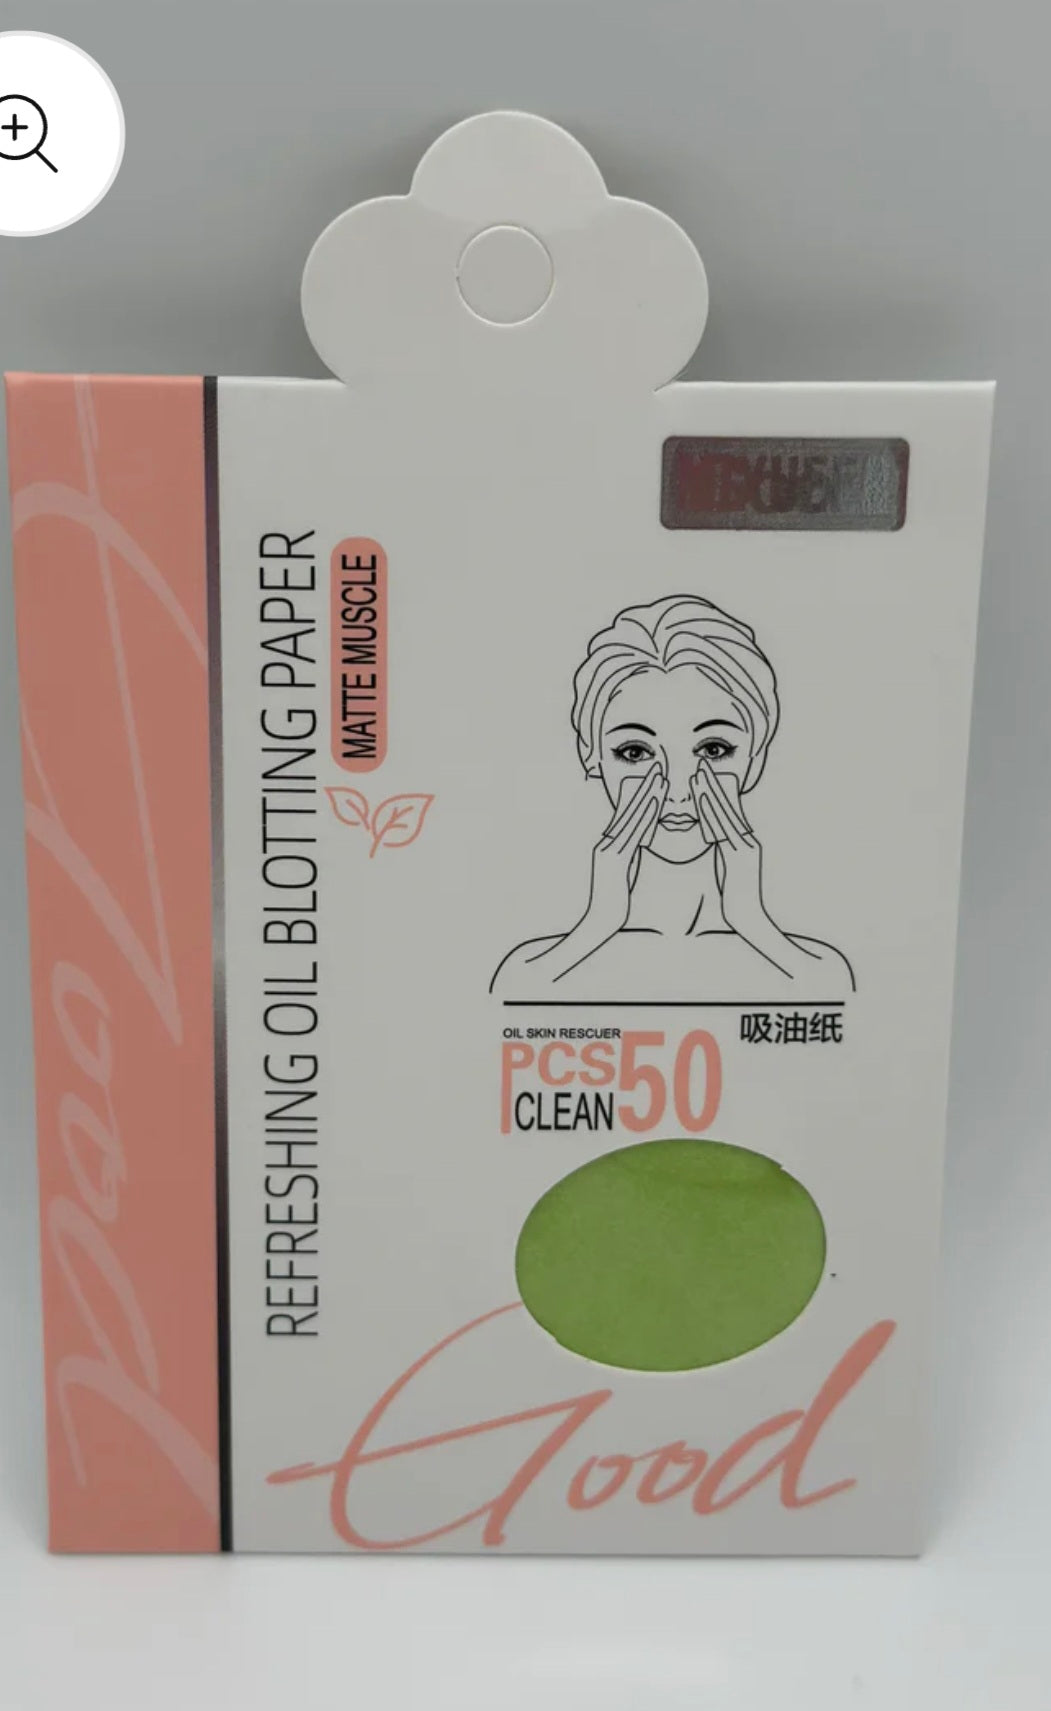 REFRESHING OIL BLOTTING PAPER
MATTE MUSCLE
OIL SKIN RESCUER
PCS 50
CLEAN
吸油纸
Good
Good